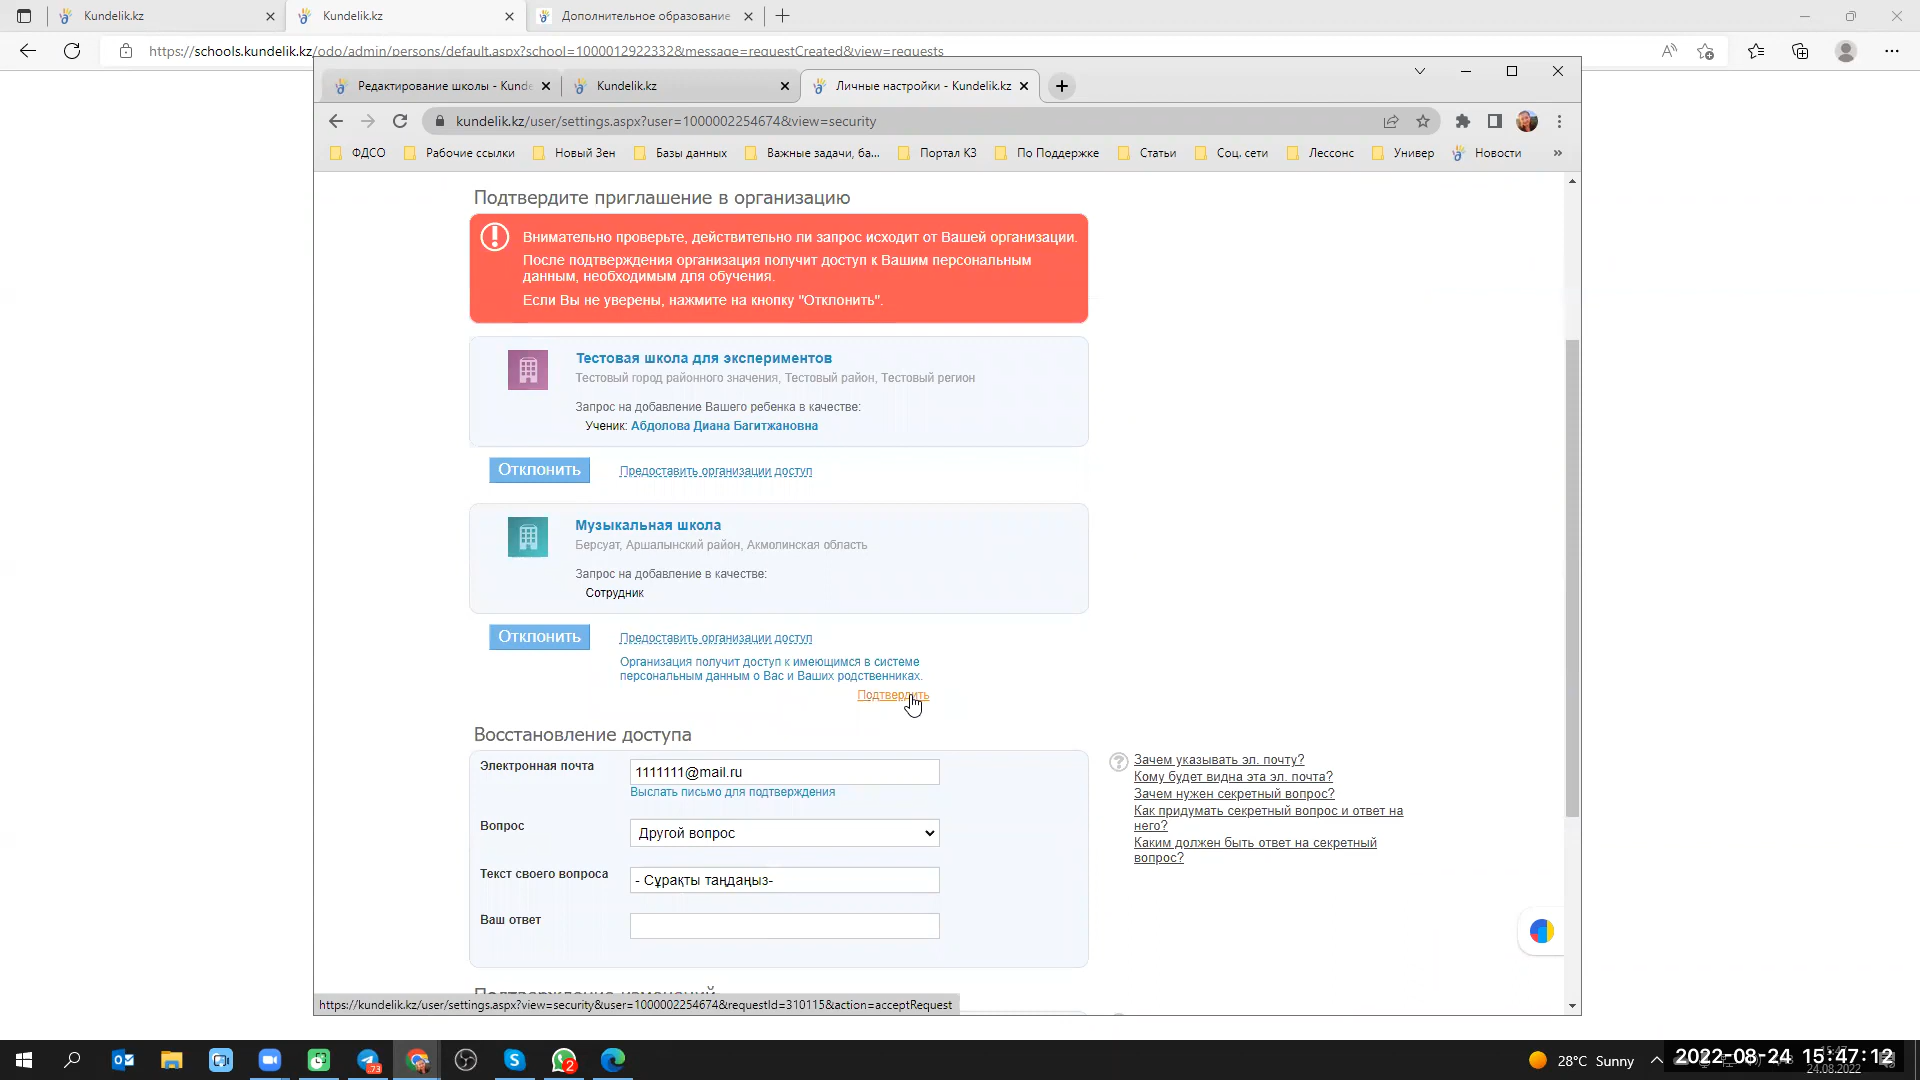 Kundelik.kz
Kundelik.kz
Дополнительное образование
https://schools.kundelik.kz/odo/admin/persons/default.aspx?school=1000012922332&message=requestCreated&view=requests
Редактирование школы - Kunde
Kundelik.kz
Личные настройки - Kundelik.kz
kundelik.kz/user/settings.aspx?user=1000002254674&view=security
ФДСО
Рабочие ссылки
Новый Зен
Базы данных
Важные задачи, ба...
Портал КЗ
По Поддержке
Статьи
Соц. сети
Лессонс
Универ
Новости
»
Подтвердите приглашение в организацию
Внимательно проверьте, действительно ли запрос исходит от Вашей организации.
После подтверждения организация получит доступ к Вашим персональным
данным, необходимым для обучения.
Если Вы не уверены, нажмите на кнопку "Отклонить".
Тестовая школа для экспериментов
Тестовый город районного значения, Тестовый район, Тестовый регион
Запрос на добавление Вашего ребенка в качестве:
Ученик: Абдолова Диана Багитжановна
Отклонить
Предоставить организации доступ
Музыкальная школа
Берсуат, Аршалынский район, Акмолинская область
Запрос на добавление в качестве:
Сотрудник
Отклонить
Предоставить организации доступ
Организация получит доступ к имеющимся в системе
персональным данным о Вас и Ваших родственниках.
Подтвердить
Восстановление доступа
Электронная почта
1111111@mail.ru
Выслать письмо для подтверждения
Вопрос
Другой вопрос
Текст своего вопроса
- Сұрақты таңдаңыз-
Ваш ответ
Зачем указывать эл. почту?
Кому будет видна эта эл. почта?
Зачем нужен секретный вопрос?
Как придумать секретный вопрос и ответ на
него?
Каким должен быть ответ на секретный
вопрос?
https://kundelik.kz/user/settings.aspx?view=security&user=1000002254674&requestId=310115&action=acceptRequest
73
2
28°C Sunny
2022-08-24 15:47:12
24.08.2022